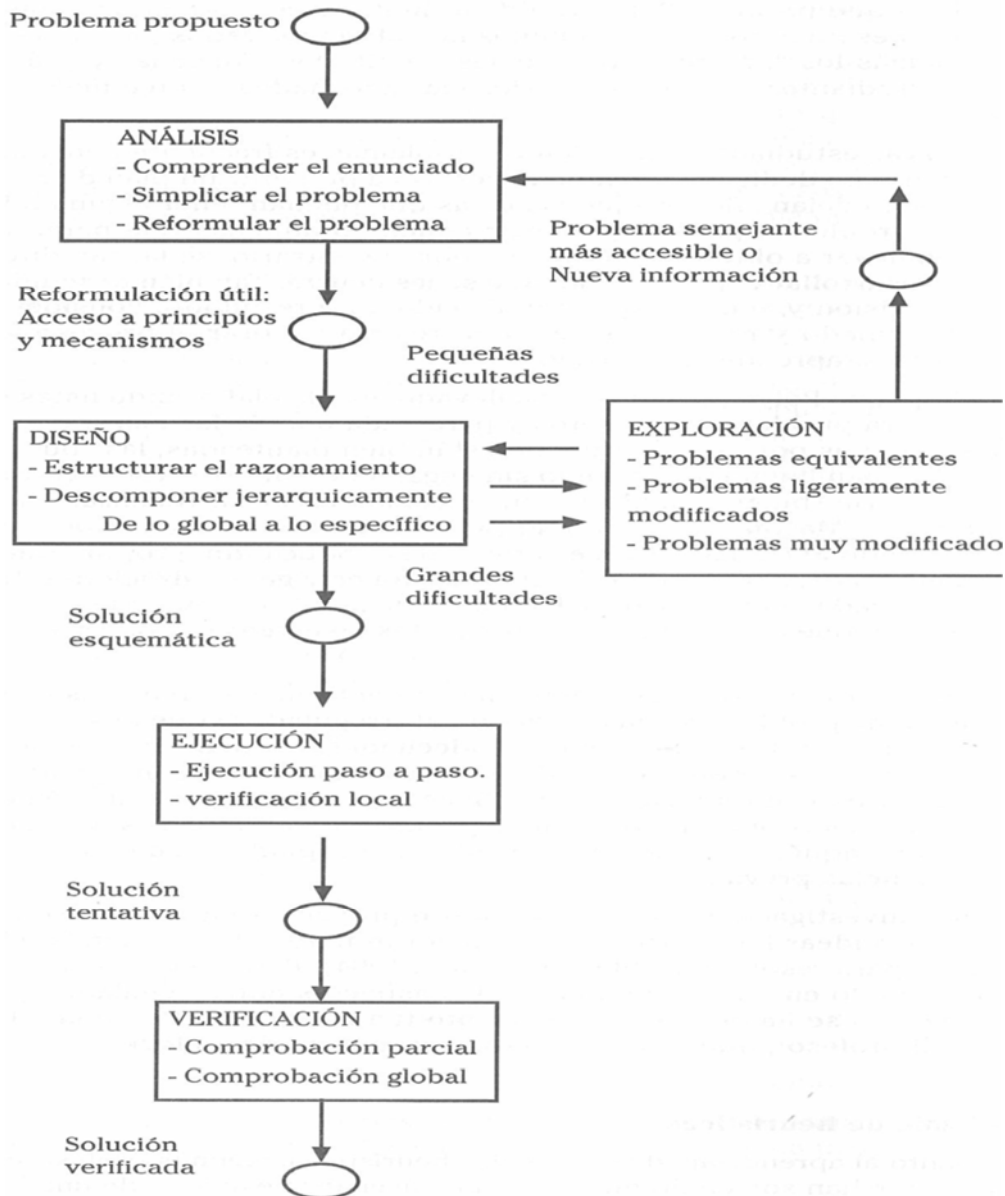 Problema propuesto
ANÁLISIS
- Comprender el enunciado
- Simplicar el problema
- Reformular el problema
Problema semejante
más accesible o
Nueva información
Reformulación útil:
Acceso a principios
y mecanismos
Pequeñas
dificultades
DISEÑO
- Estructurar el razonamiento
- Descomponer jerarquicamente
De lo global a lo específico
EXPLORACIÓN
- Problemas equivalentes
- Problemas ligeramente
modificados
- Problemas muy modificado
Grandes
dificultades
Solución
esquemática
EJECUCIÓN
- Ejecución paso a paso.
- verificación local
Solución
tentativa
VERIFICACIÓN
- Comprobación parcial
- Comprobación global
Solución
verificada